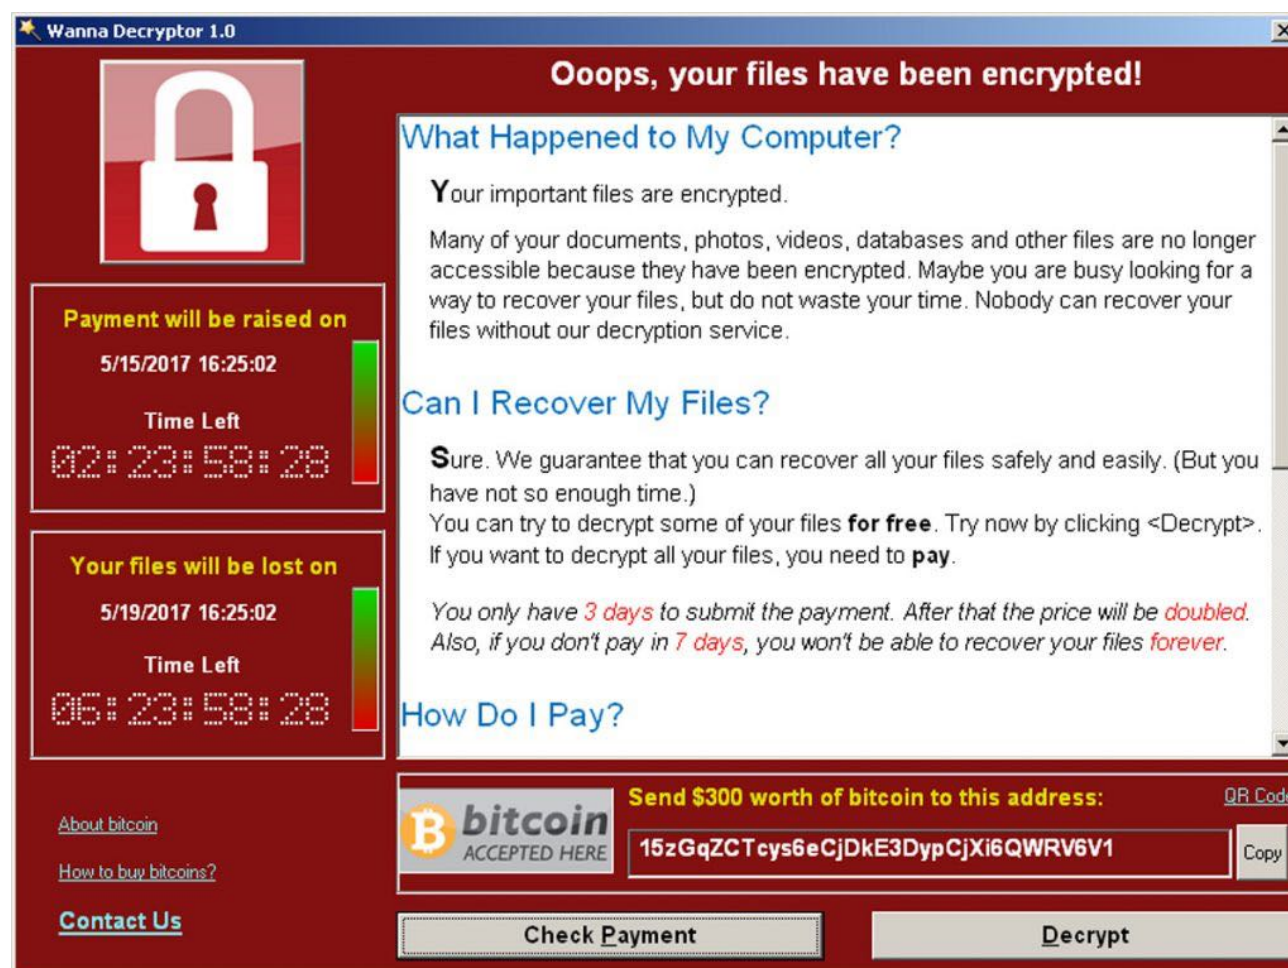 Wanna Decryptor 1.0
Ooops, your files have been encrypted!
Payment will be raised on
5/15/2017 16:25:02
Time Left
02:23:58:28
Your files will be lost on
5/19/2017 16:25:02
Time Left
06:23:58:28
About bitcoin
How to buy bitcoins?
Contact Us
What Happened to My Computer?
Your important files are encrypted.
Many of your documents, photos, videos, databases and other files are no longer
accessible because they have been encrypted. Maybe you are busy looking for a
way to recover your files, but do not waste your time. Nobody can recover your
files without our decryption service.
Can I Recover My Files?
Sure. We guarantee that you can recover all your files safely and easily. (But you
have not so enough time.)
You can try to decrypt some of your files for free. Try now by clicking <Decrypt>.
If you want to decrypt all your files, you need to pay.
You only have 3 days to submit the payment. After that the price will be doubled.
Also, if you don't pay in 7 days, you won't be able to recover your files forever.
How Do I Pay?
bitcoin
ACCEPTED HERE
Send $300 worth of bitcoin to this address:
QR Code
15zGqZCTcys6eCjDkE3DypCjXi6QWRV6V1
Copy
Check Payment
Decrypt